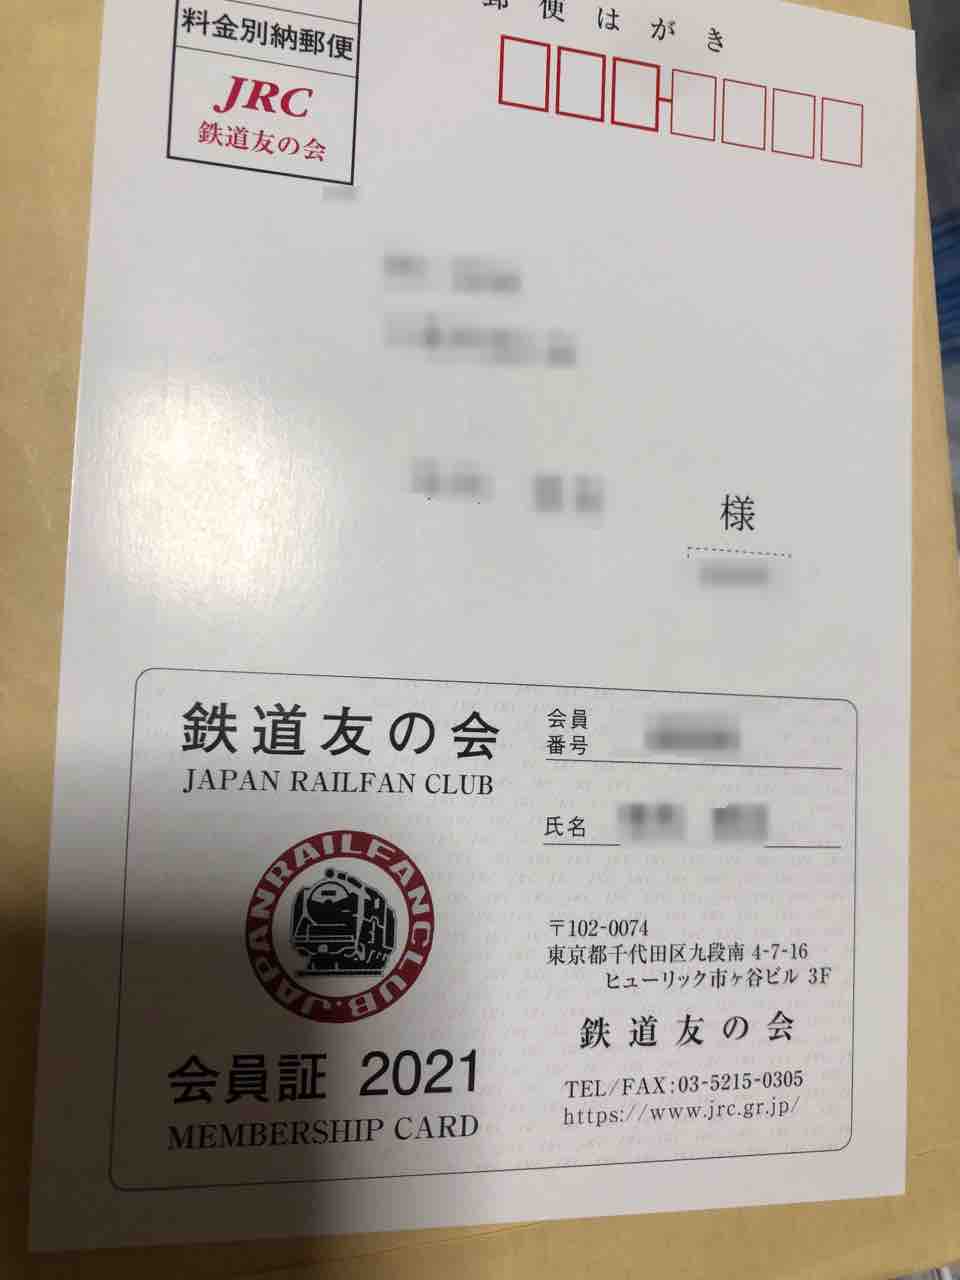 郵便はがき
料金別納郵便
JRC
鉄道友の会
様
鉄道友の会
JAPAN RAILFAN CLUB
会員
番号
氏名
JAPAN RAILFAN CLUB.
〒102-0074
東京都千代田区九段南 4-7-16
ヒューリック市ヶ谷ビル 3F
鉄道友の会
会員証 2021
TEL/FAX:03-5215-0305
MEMBERSHIP CARD
https://www.jrc.gr.jp/